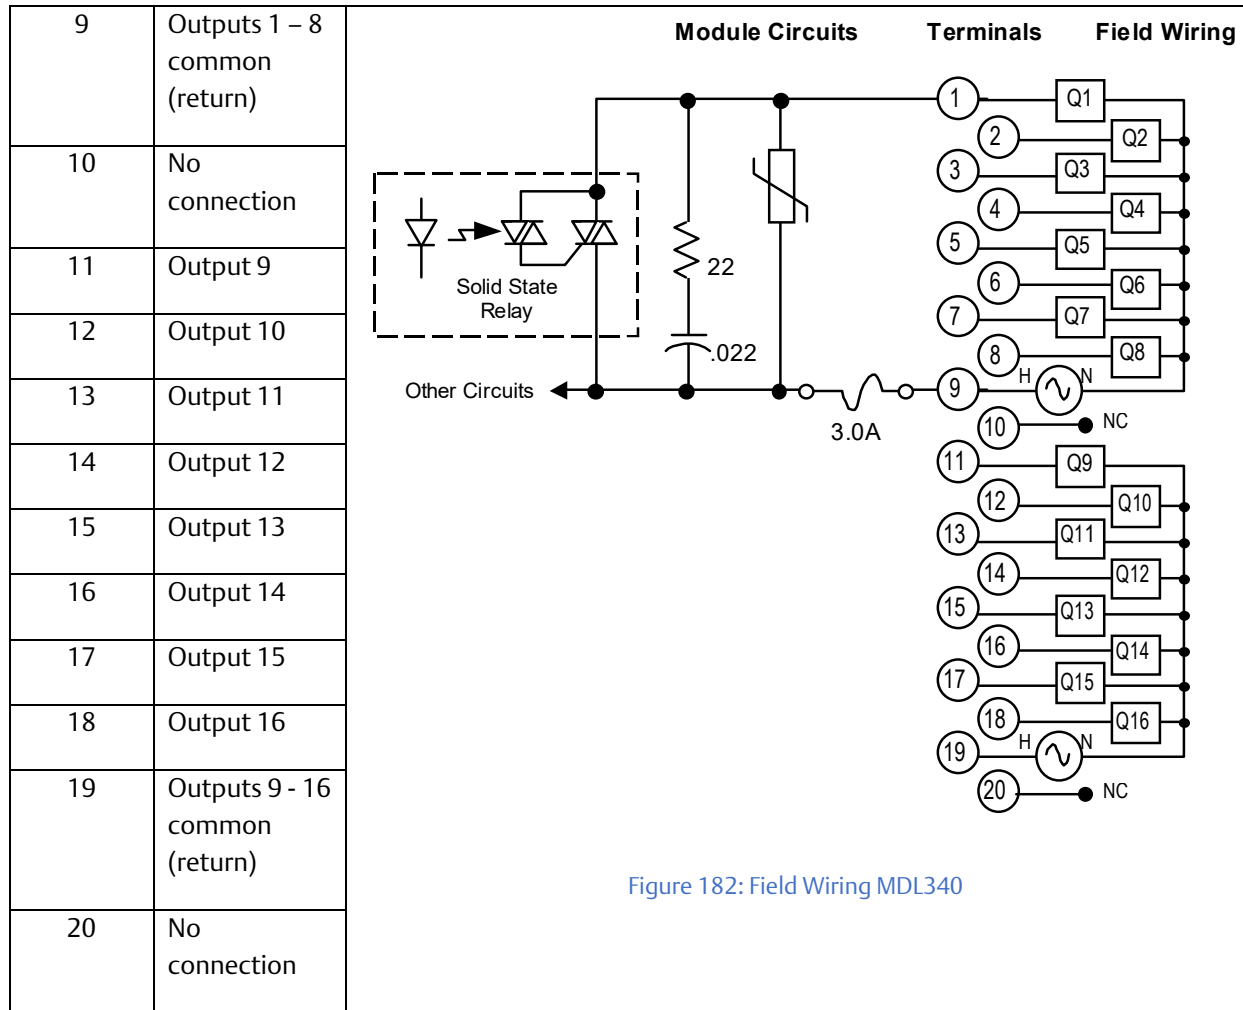 9
Outputs 1 – 8
common
(return)
10
No
connection
11
Output 9
12
Output 10
13
Output 11
14
Output 12
15
Output 13
16
Output 14
17
Output 15
18
Output 16
19
Outputs 9 - 16
common
(return)
20
No
connection
Module Circuits
Terminals
Field Wiring
1
Q1
2
Q2
3
Q3
4
Q4
5
Q5
6
Q6
7
Q7
8
Q8
H
N
9
10
NC
11
Q9
12
Q10
13
Q11
14
Q12
15
Q13
16
Q14
17
Q15
18
Q16
H
N
19
20
NC
Solid State
Relay
22
.022
Other Circuits
3.0A
Figure 182: Field Wiring MDL340